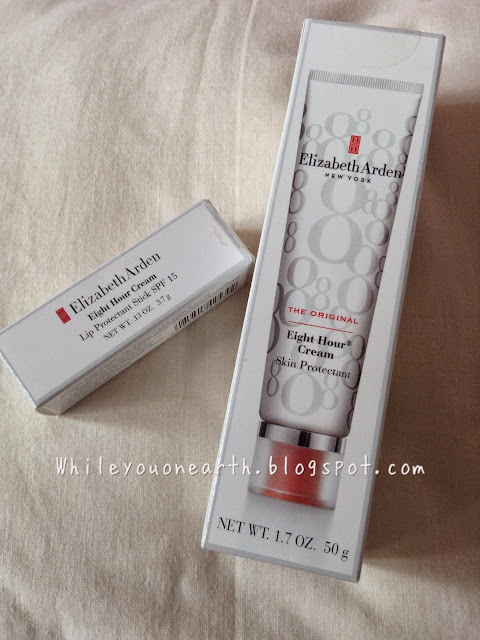 Elizabeth Arden
NEW YORK
THE ORIGINAL
Eight Hour®
Cream
Skin Protectant
NET WT. 1.7 OZ. 50 g
Elizabeth Arden
Eight Hour Cream
Lip Protectant Stick SPF 15
NET WT. .13 OZ. 3.7 g
Whileyouonearth.blogspot.com